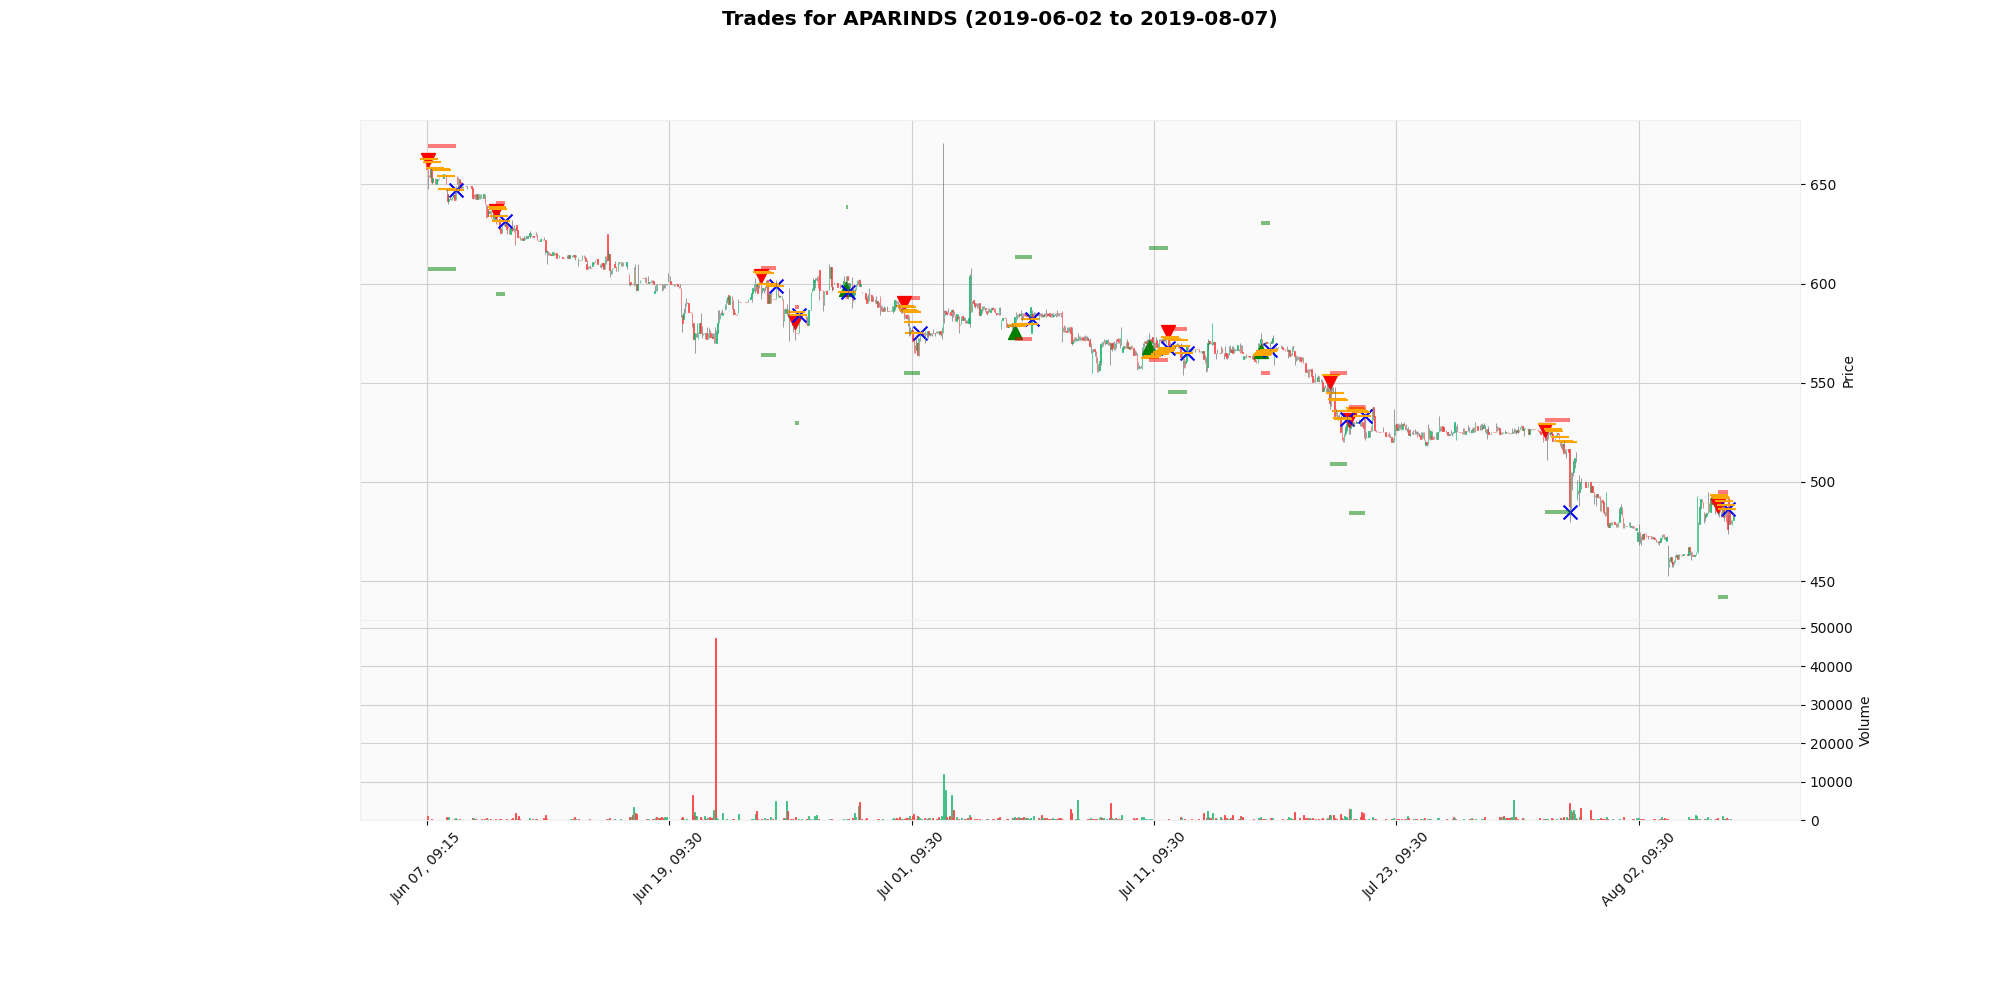 Trades for APARINDS (2019-06-02 to 2019-08-07)
650
600
550
500
450
Price
50000
40000
30000
20000
10000
0
Volume
Jun 07, 09:15
Jun 19, 09:30
Jul 01, 09:30
Jul 11, 09:30
Jul 23, 09:30
Aug 02, 09:30